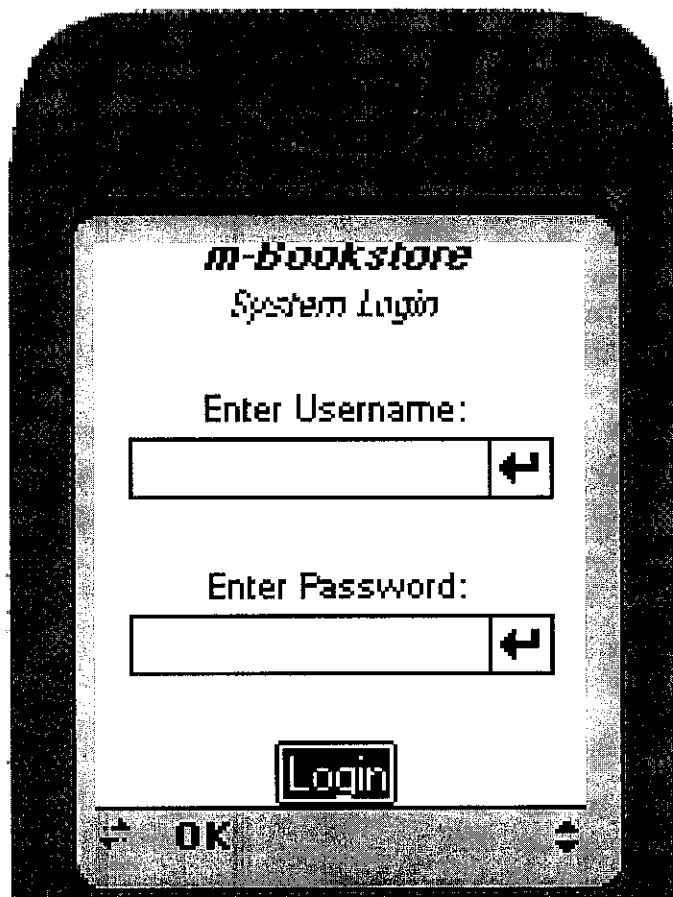 m-Bookstore
System Login
Enter Username:
Enter Password:
Login
OK